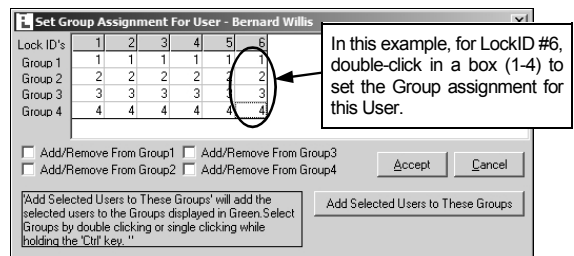 Set Group Assignment For User - Bernard Willis
In this example, for LockID #6,
double-click in a box (1-4) to
set the Group assignment for
this User.
Lock ID's 1 2 3 4 5 6
Group 1 1 1 1 1 1 1
Group 2 2 2 2 2 2 2
Group 3 3 3 3 3 3 3
Group 4 4 4 4 4 4 4
Add/Remove From Group1 Add/Remove From Group3
Add/Remove From Group2 Add/Remove From Group4
Accept Cancel
'Add Selected Users to These Groups' will add the
selected users to the Groups displayed in Green.Select
Groups by double clicking or single clicking while
holding the 'Ctrl' key. ''
Add Selected Users to These Groups